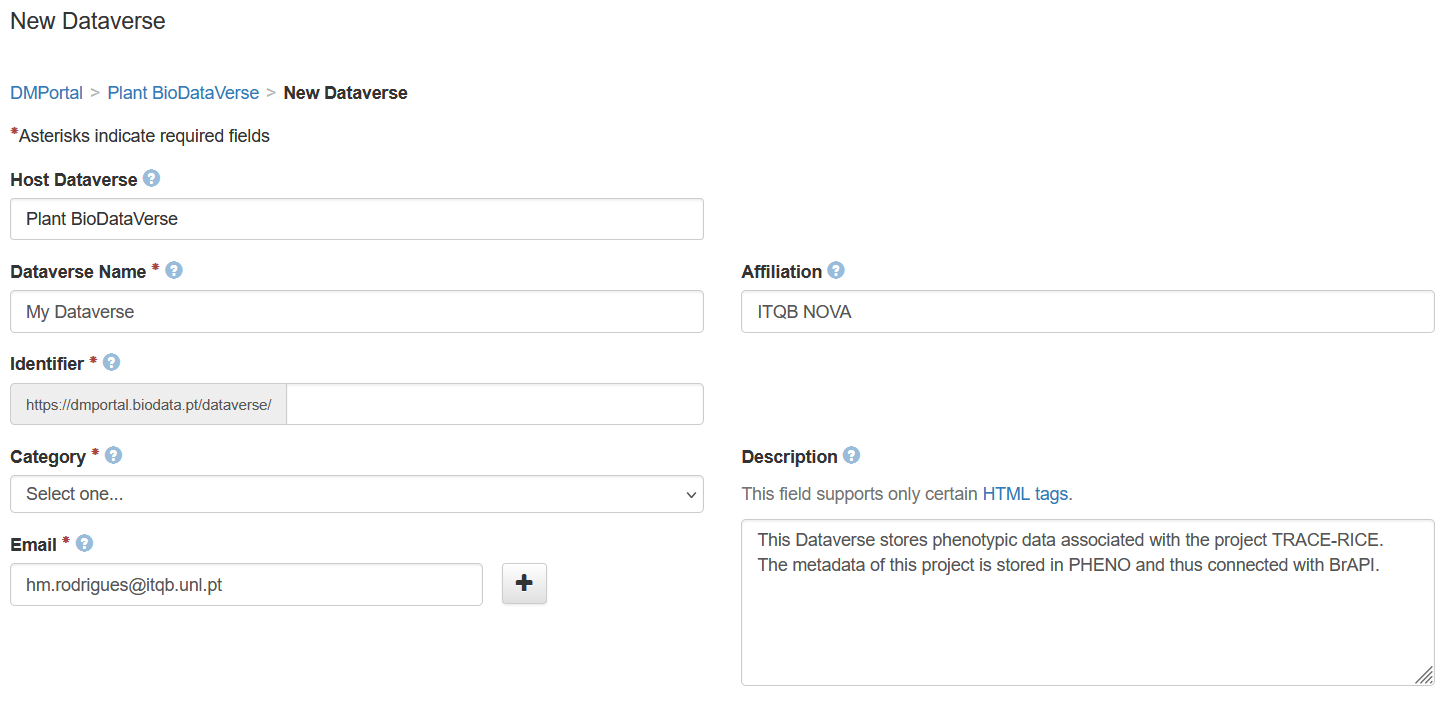 New Dataverse
DMPortal > Plant BioDataVerse > New Dataverse
*Asterisks indicate required fields
Host Dataverse ?
Plant BioDataVerse
Dataverse Name * ?
My Dataverse
Affiliation ?
ITQB NOVA
Identifier * ?
https://dmportal.biodata.pt/dataverse/
Category * ?
Select one...
Email * ?
hm.rodrigues@itqb.unl.pt
+
Description ?
This field supports only certain HTML tags.
This Dataverse stores phenotypic data associated with the project TRACE-RICE.
The metadata of this project is stored in PHENO and thus connected with BrAPI.